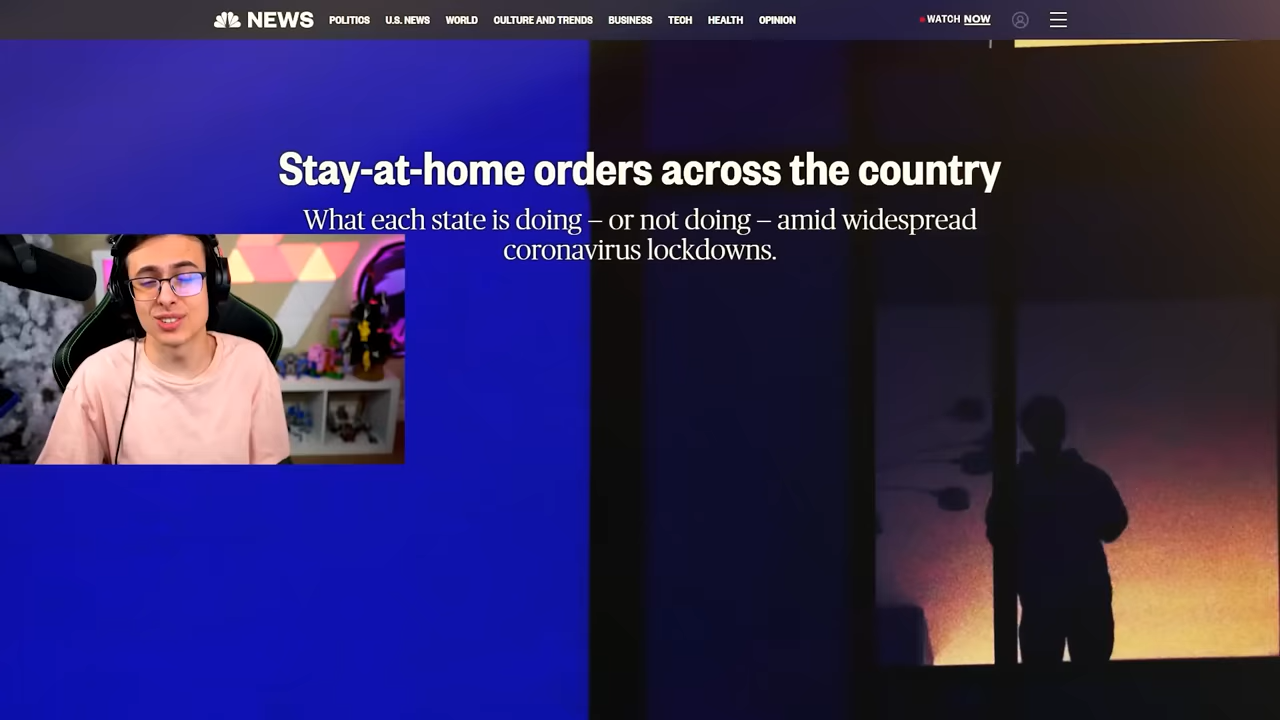 NEWS POLITICS U.S. NEWS WORLD CULTURE AND TRENDS BUSINESS TECH HEALTH OPINION WATCH NOW
Stay-at-home orders across the country
What each state is doing — or not doing — amid widespread
coronavirus lockdowns.